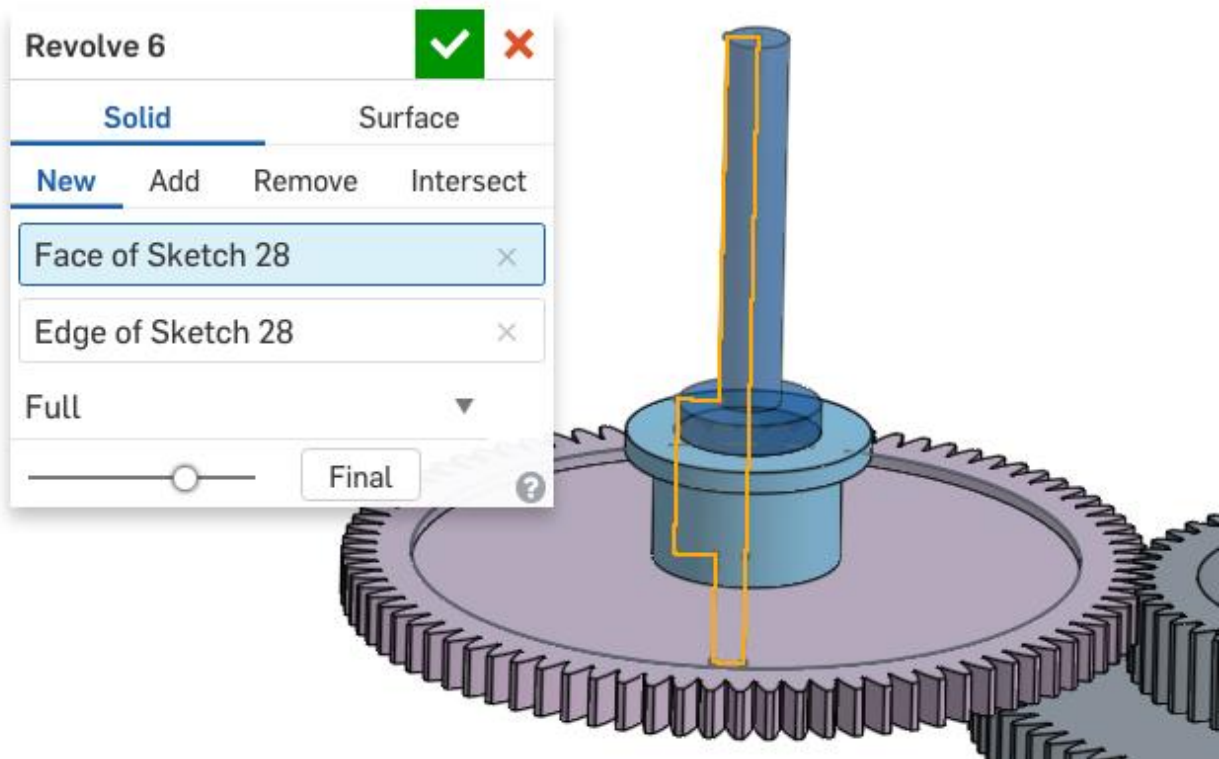 Revolve 6
Solid Surface
New Add Remove Intersect
Face of Sketch 28
Edge of Sketch 28
Full
Final
?